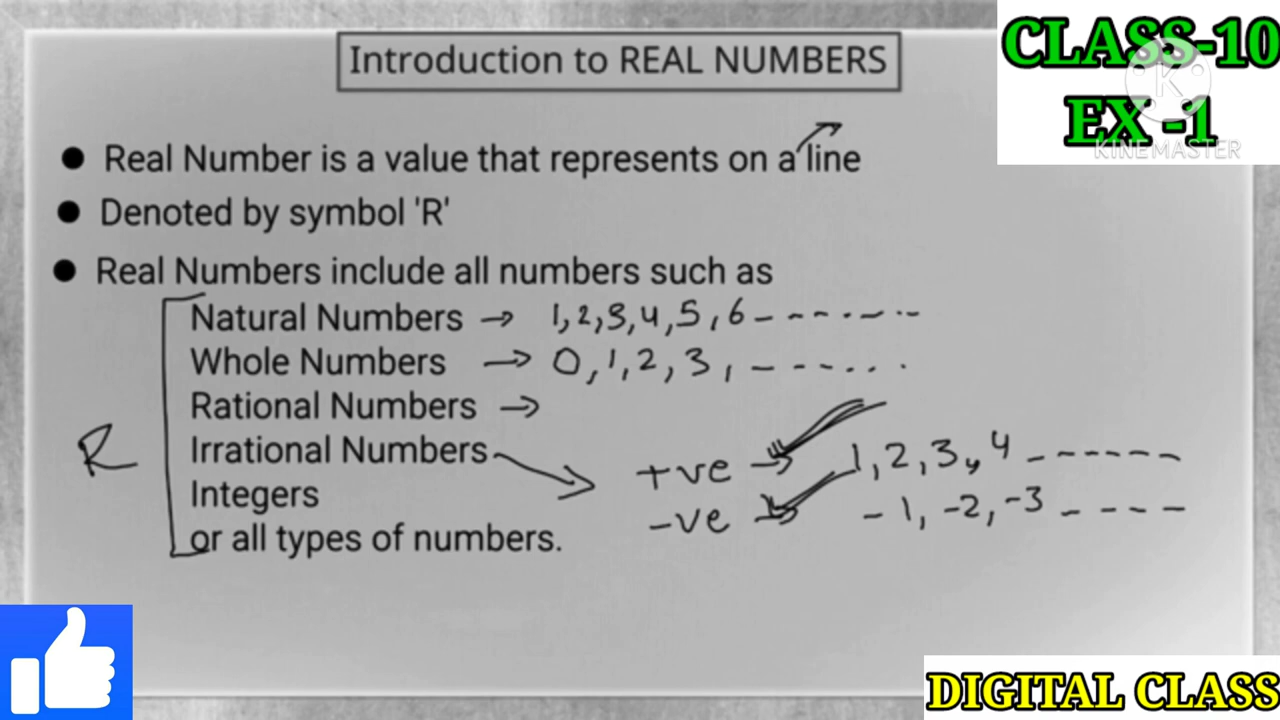 Introduction to REAL NUMBERS
CLASS-10
EX -1
KINEMASTER
● Real Number is a value that represents on a line
● Denoted by symbol 'R'
● Real Numbers include all numbers such as
Natural Numbers → 1, 2, 3, 4, 5, 6 - - - - - - -
Whole Numbers → 0, 1, 2, 3, - - - - . . .
Rational Numbers →
Irrational Numbers
+ve → 1, 2, 3, 4 - - - - - -
R
Integers
-ve → -1, -2, -3 - - - -
or all types of numbers.
DIGITAL CLASS